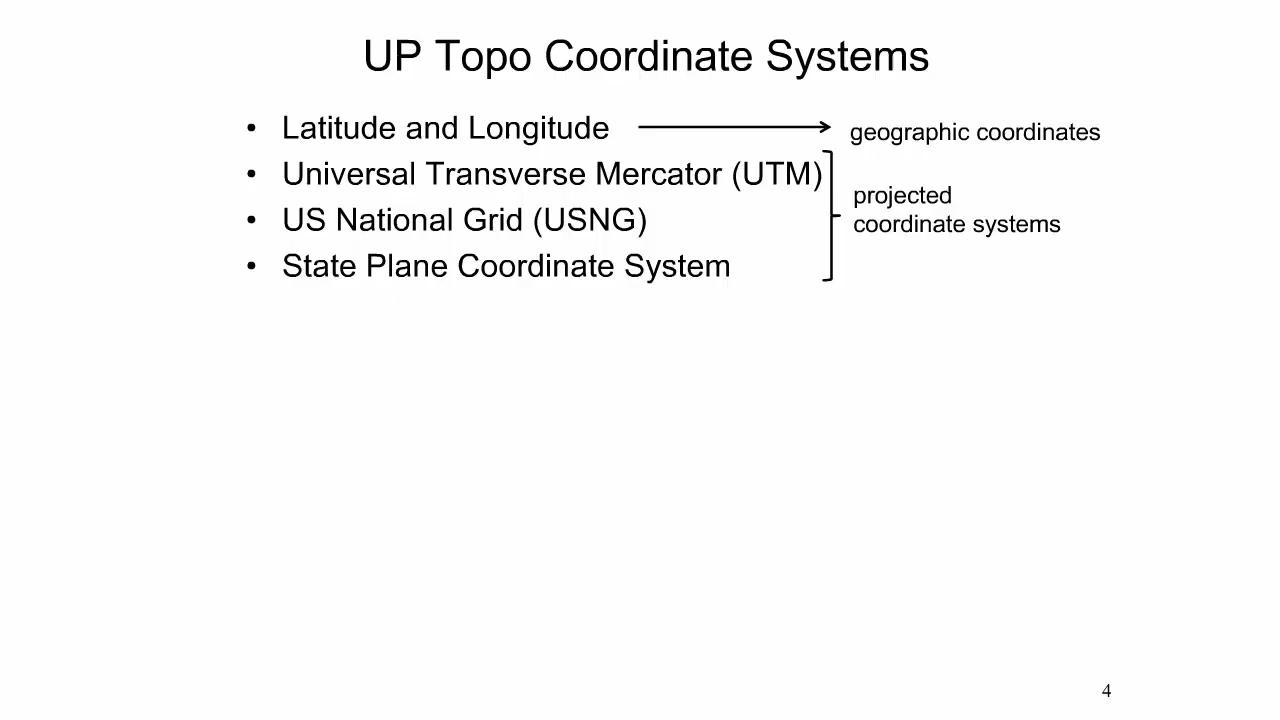 UP Topo Coordinate Systems
• Latitude and Longitude
geographic coordinates
• Universal Transverse Mercator (UTM)
• US National Grid (USNG)
• State Plane Coordinate System
projected
coordinate systems
4